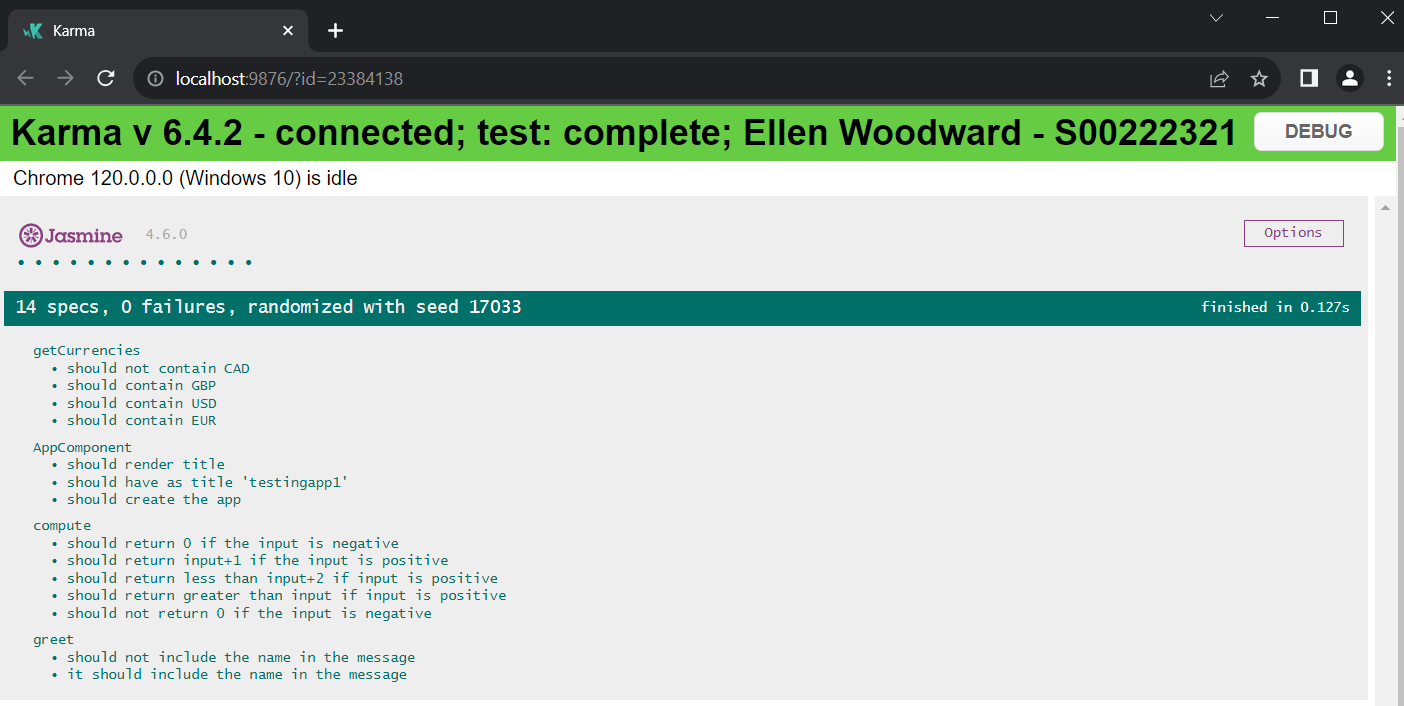 Karma
localhost:9876/?id=23384138
Karma v 6.4.2 - connected; test: complete; Ellen Woodward - S00222321 DEBUG
Chrome 120.0.0.0 (Windows 10) is idle
Jasmine 4.6.0 Options
• • • • • • • • • • • • • •
14 specs, 0 failures, randomized with seed 17033 finished in 0.127s
getCurrencies
• should not contain CAD
• should contain GBP
• should contain USD
• should contain EUR
AppComponent
• should render title
• should have as title 'testingapp1'
• should create the app
compute
• should return 0 if the input is negative
• should return input+1 if the input is positive
• should return less than input+2 if input is positive
• should return greater than input if input is positive
• should not return 0 if the input is negative
greet
• should not include the name in the message
• it should include the name in the message